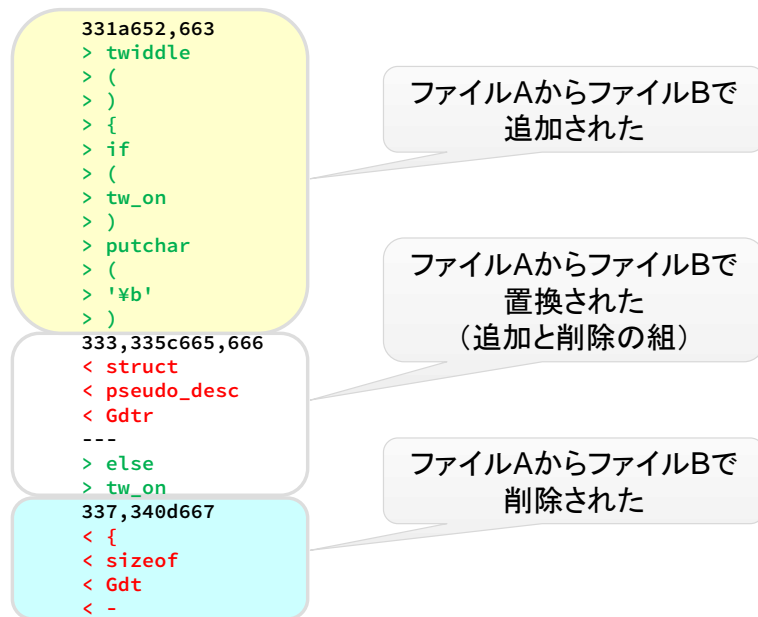 331a652,663
> twiddle
> (
> )
> {
> if
> (
> tw_on
> )
> putchar
> (
> '¥b'
> )
333,335c665,666
< struct
< pseudo_desc
< Gdtr
---
> else
> tw_on
337,340d667
< {
< sizeof
< Gdt
< -
ファイルAからファイルBで
追加された
ファイルAからファイルBで
置換された
（追加と削除の組）
ファイルAからファイルBで
削除された